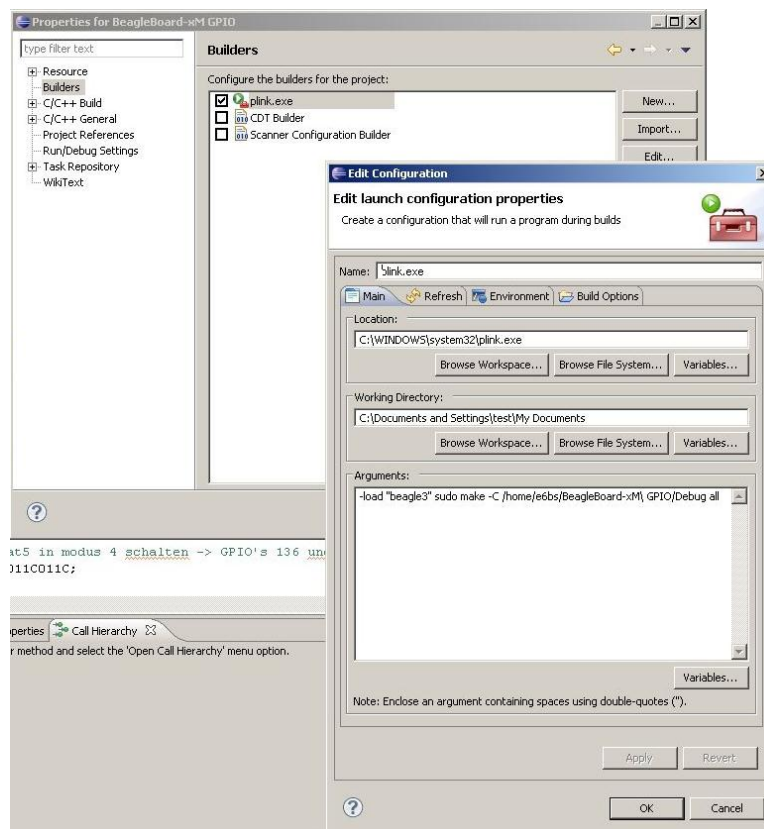 Properties for BeagleBoard-xM GPIO
type filter text
Resource
Builders
C/C++ Build
C/C++ General
Project References
Run/Debug Settings
Task Repository
WikiText
Builders
Configure the builders for the project:
plink.exe
CDT Builder
Scanner Configuration Builder
New...
Import...
Edit...
Edit Configuration
Edit launch configuration properties
Create a configuration that will run a program during builds
Name: plink.exe
Main Refresh Environment Build Options
Location:
C:\WINDOWS\system32\plink.exe
Browse Workspace... Browse File System... Variables...
Working Directory:
C:\Documents and Settings\test\My Documents
Browse Workspace... Browse File System... Variables...
Arguments:
-load "beagle3" sudo make -C /home/e6bs/BeagleBoard-xM\ GPIO/Debug all
Variables...
Note: Enclose an argument containing spaces using double-quotes (").
Apply Revert
OK Cancel
at5 in modus 4 schalten -> GPIO's 136 un
011C011C;
perties Call Hierarchy
r method and select the 'Open Call Hierarchy' menu option.